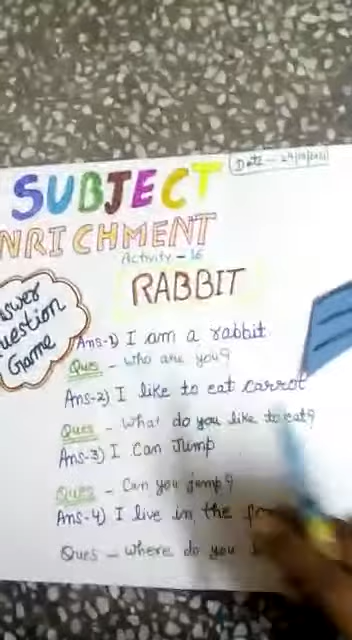 Date - 24/10/2021
SUBJECT
NRICHMENT
Activity - 16
RABBIT
nswer
uestion
Game
Ans-1) I am a rabbit
Ques - who are you?
Ans-2) I like to eat carrot
Ques - What do you like to eat?
Ans-3) I Can Jump
Ques - Can you jump?
Ans-4) I live in the
Ques - where do you